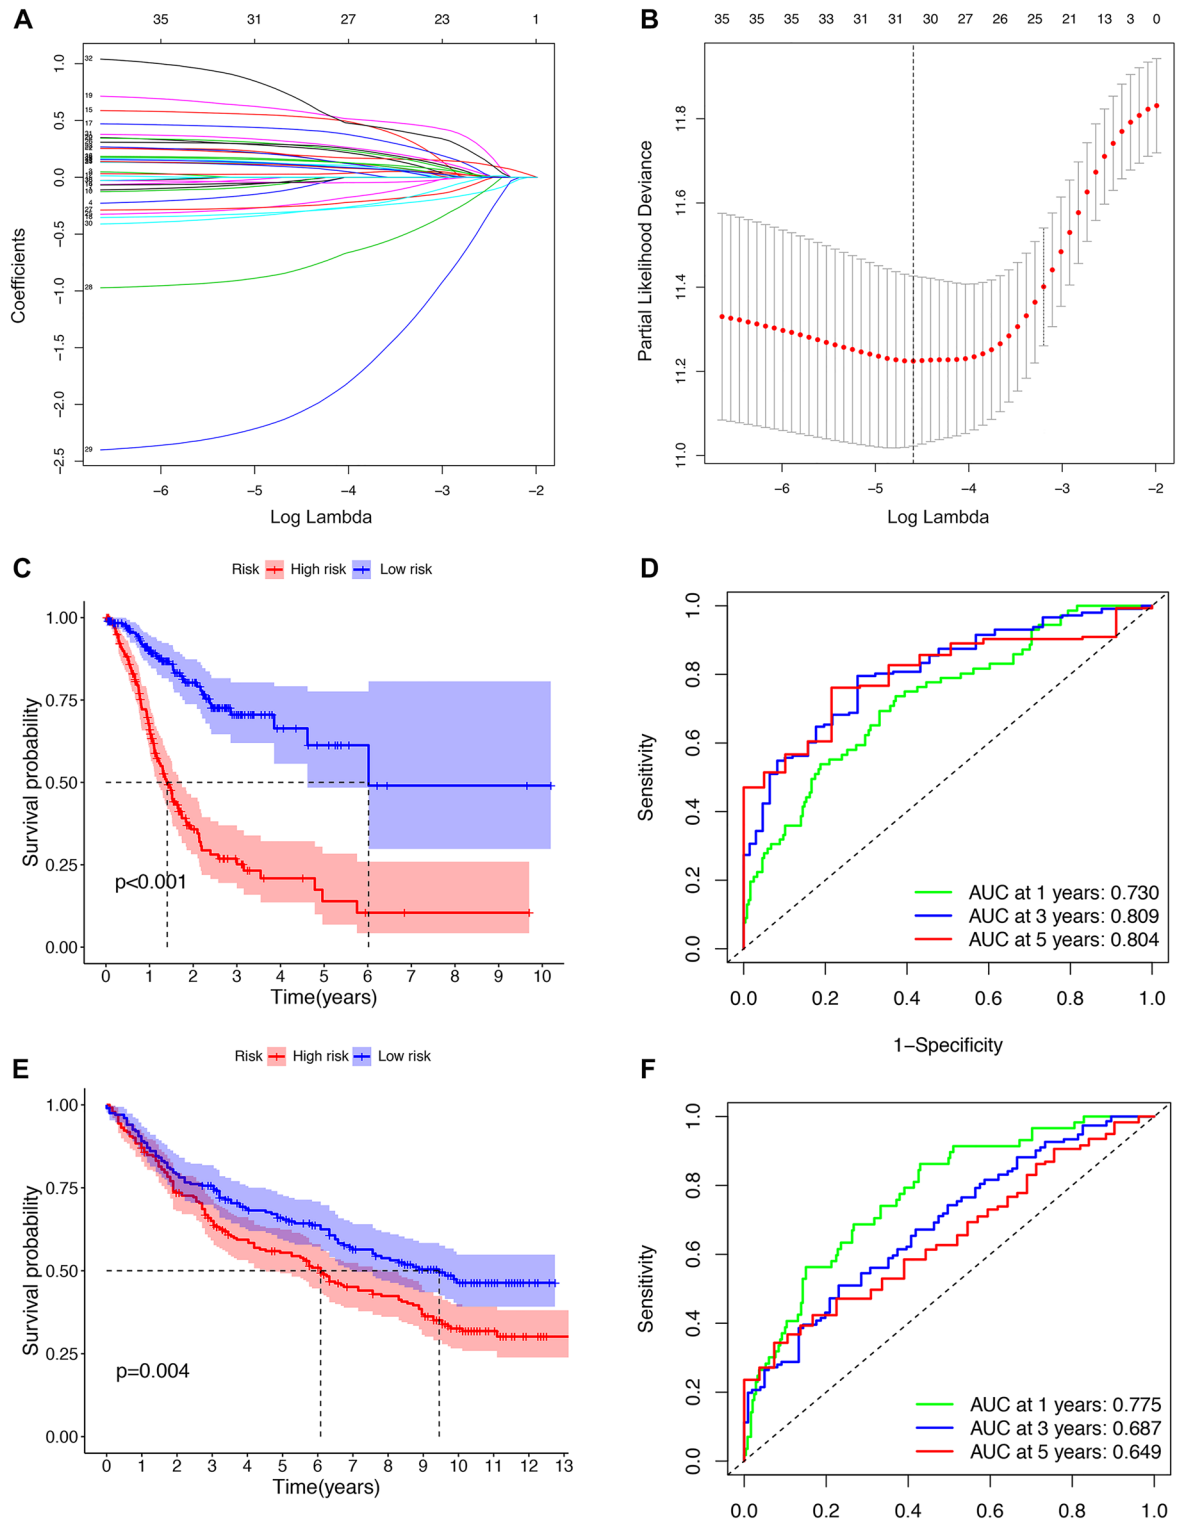 A
35 31 27 23 1
1.0
0.5
0.0
−0.5
−1.0
−1.5
−2.0
−2.5
Coefficients
32
19
15
17
31
4
27
30
28
29
−6 −5 −4 −3 −2
Log Lambda
B
35 35 35 33 31 31 30 27 26 25 21 13 3 0
11.8
11.6
11.4
11.2
11.0
Partial Likelihood Deviance
−6 −5 −4 −3 −2
Log Lambda
C
Risk High risk Low risk
1.00
0.75
0.50
0.25
0.00
Survival probability
p<0.001
0 1 2 3 4 5 6 7 8 9 10
Time(years)
D
1.0
0.8
0.6
0.4
0.2
0.0
Sensitivity
AUC at 1 years: 0.730
AUC at 3 years: 0.809
AUC at 5 years: 0.804
0.0 0.2 0.4 0.6 0.8 1.0
1−Specificity
E
Risk High risk Low risk
1.00
0.75
0.50
0.25
0.00
Survival probability
p=0.004
0 1 2 3 4 5 6 7 8 9 10 11 12 13
Time(years)
F
1.0
0.8
0.6
0.4
0.2
0.0
Sensitivity
AUC at 1 years: 0.775
AUC at 3 years: 0.687
AUC at 5 years: 0.649
0.0 0.2 0.4 0.6 0.8 1.0